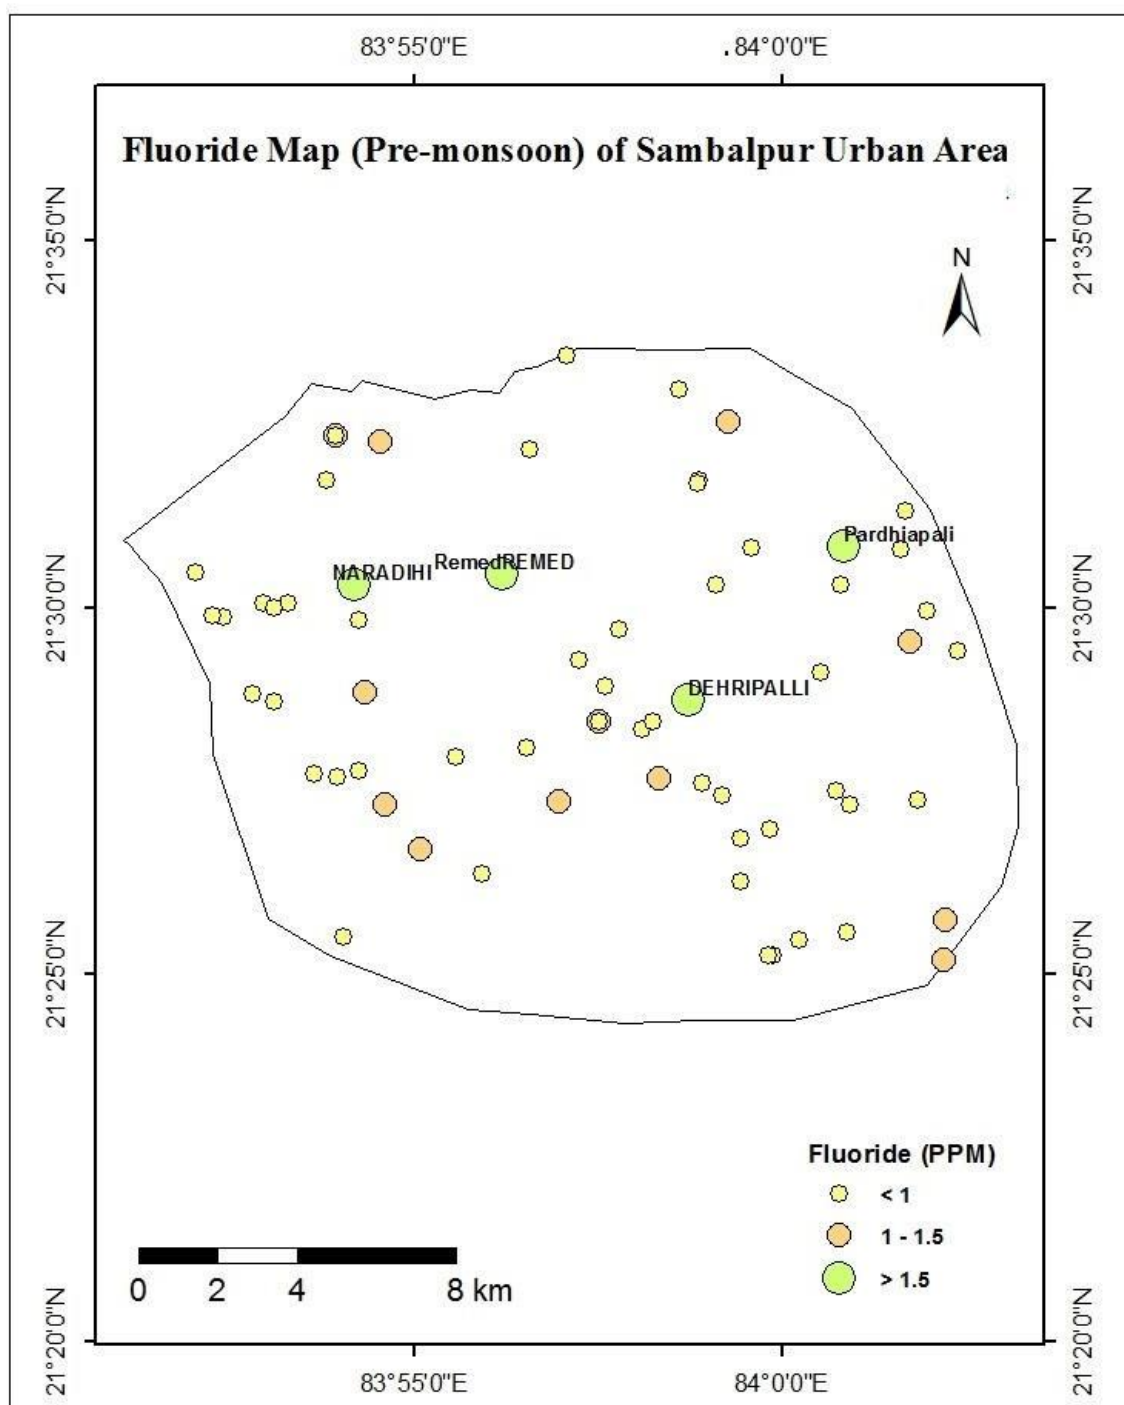 83°55'0"E
.84°0'0"E
Fluoride Map (Pre-monsoon) of Sambalpur Urban Area
21°35'0"N
21°35'0"N
N
Pardhiapali
RemedREMED
NARADIHI
21°30'0"N
21°30'0"N
DEHRIPALLI
21°25'0"N
21°25'0"N
Fluoride (PPM)
< 1
1 - 1.5
> 1.5
0 2 4 8 km
21°20'0"N
21°20'0"N
83°55'0"E
84°0'0"E